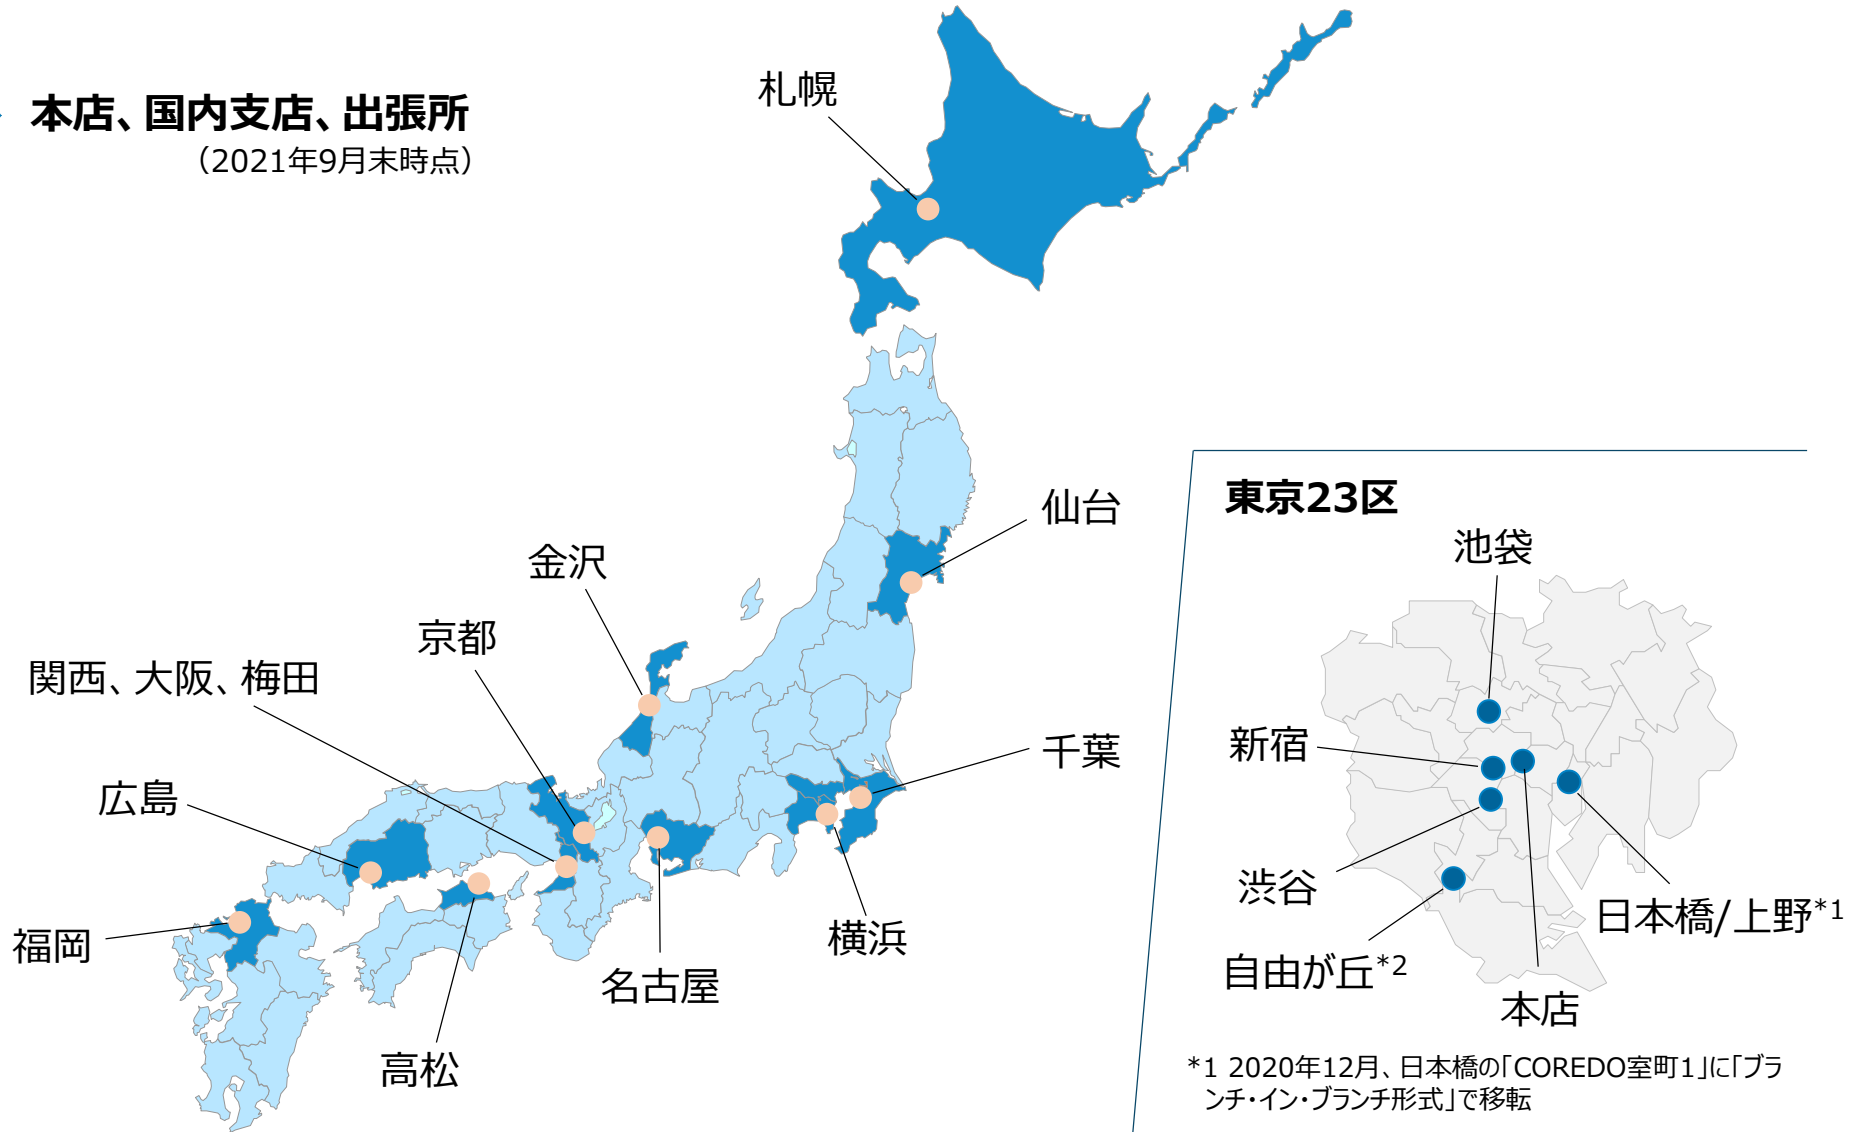 本店、国内支店、出張所
（2021年9月末時点）
札幌
仙台
金沢
京都
関西、大阪、梅田
千葉
広島
福岡
横浜
名古屋
高松
東京23区
池袋
新宿
渋谷
日本橋/上野*1
自由が丘*2
本店
*1 2020年12月、日本橋の「COREDO室町1」に「ブラ
ンチ・イン・ブランチ形式」で移転